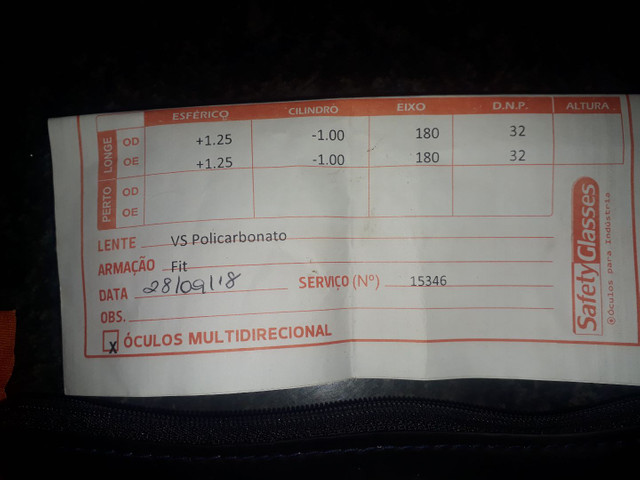 ESFÉRICO CILINDRO EIXO D.N.P. ALTURA
LONGE OD +1.25 -1.00 180 32
OE +1.25 -1.00 180 32
PERTO OD
OE
LENTE VS Policarbonato
ARMAÇÃO Fit
DATA 28/09/18 SERVIÇO (Nº) 15346
OBS.
x ÓCULOS MULTIDIRECIONAL
Safety Glasses
Óculos para Indústria